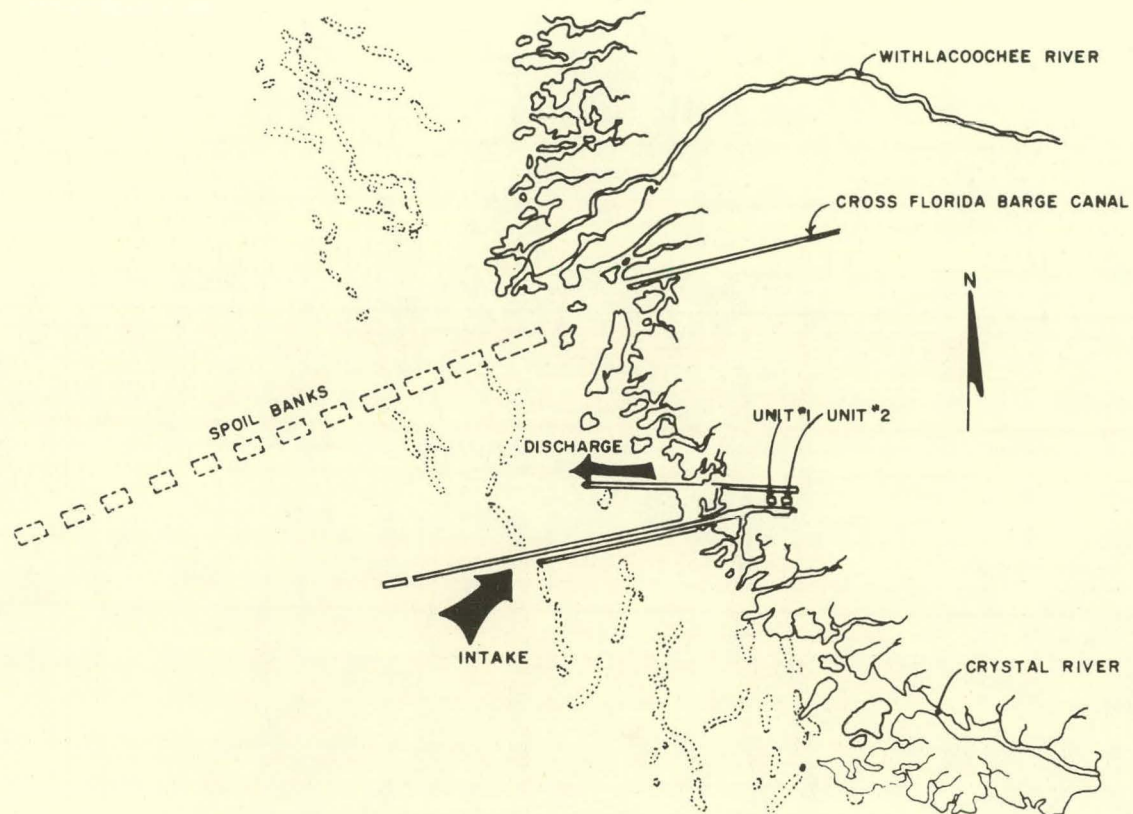 WITHLACOOCHEE RIVER
CROSS FLORIDA BARGE CANAL
N
SPOIL BANKS
UNIT #1 UNIT #2
DISCHARGE
INTAKE
CRYSTAL RIVER